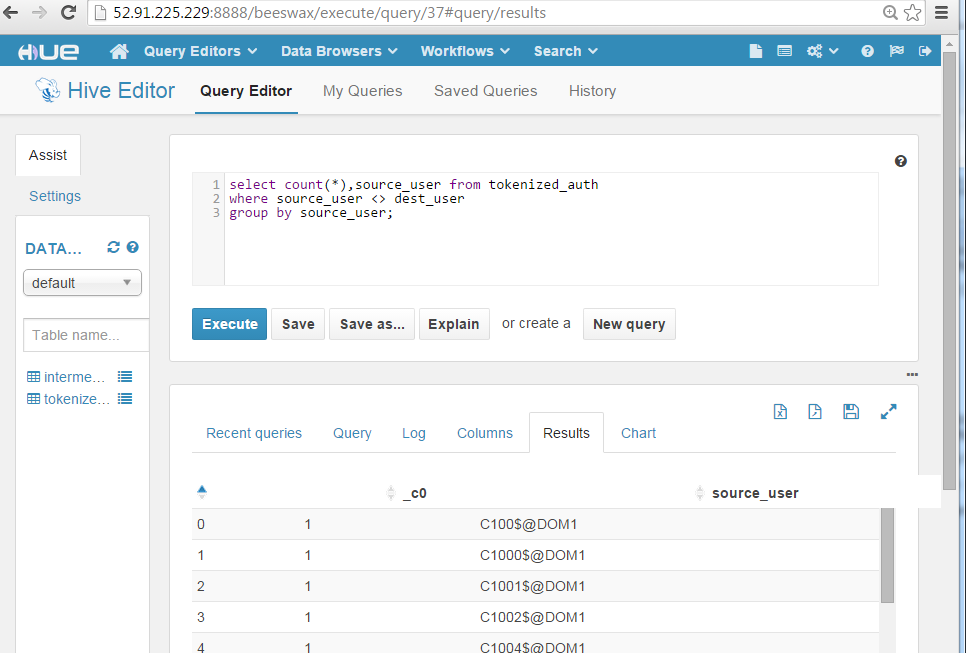 52.91.225.229:8888/beeswax/execute/query/37#query/results
HUE Query Editors Data Browsers Workflows Search
Hive Editor Query Editor My Queries Saved Queries History
Assist
Settings
DATA...
default
Table name...
interme...
tokenize...
1 select count(*),source_user from tokenized_auth
2 where source_user <> dest_user
3 group by source_user;
Execute Save Save as... Explain or create a New query
Recent queries Query Log Columns Results Chart
_c0 source_user
0 1 C100$@DOM1
1 1 C1000$@DOM1
2 1 C1001$@DOM1
3 1 C1002$@DOM1
4 1 C1004$@DOM1